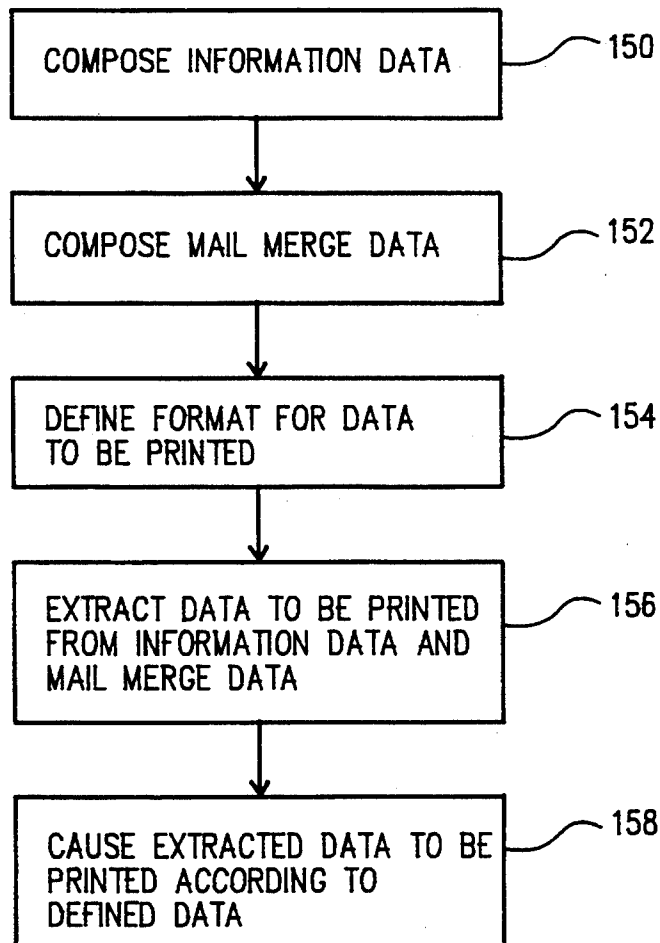 COMPOSE INFORMATION DATA
150
COMPOSE MAIL MERGE DATA
152
DEFINE FORMAT FOR DATA
TO BE PRINTED
154
EXTRACT DATA TO BE PRINTED
FROM INFORMATION DATA AND
MAIL MERGE DATA
156
CAUSE EXTRACTED DATA TO BE
PRINTED ACCORDING TO
DEFINED DATA
158